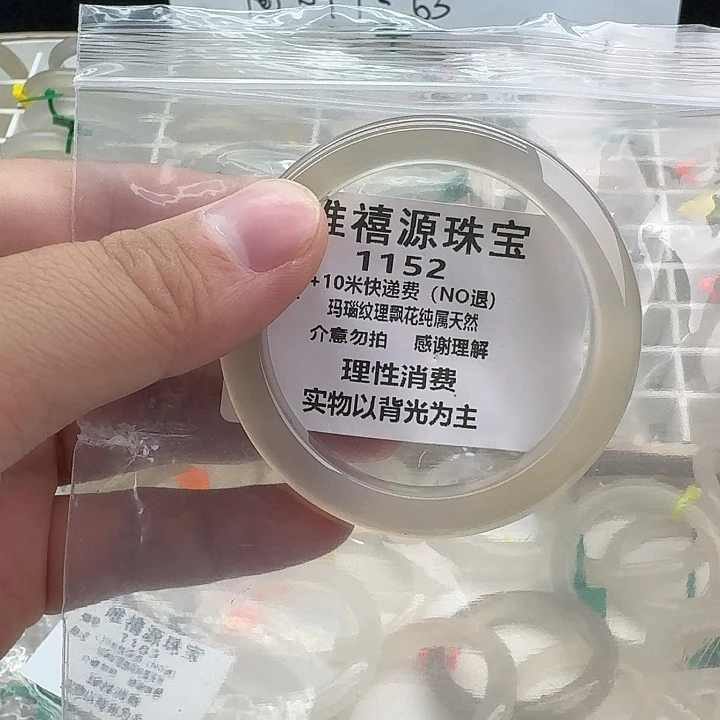 禧源珠宝
1152
+10米快递费（NO退）
玛瑙纹理飘花纯属天然
介意勿拍 感谢理解
理性消费
实物以背光为主